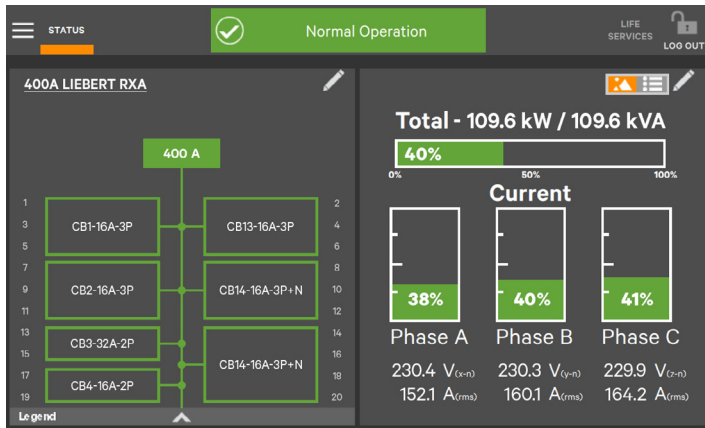 STATUS
Normal Operation
LIFE
SERVICES
LOG OUT
400A LIEBERT RXA
400 A
1
CB1-16A-3P
CB13-16A-3P
2
3
4
5
6
7
CB2-16A-3P
CB14-16A-3P+N
8
9
10
11
12
13
CB3-32A-2P
14
15
16
CB14-16A-3P+N
17
CB4-16A-2P
18
19
20
Legend
Total - 109.6 kW / 109.6 kVA
40%
0% 50% 100%
Current
38% 40% 41%
Phase A Phase B Phase C
230.4 V(x-n) 230.3 V(y-n) 229.9 V(z-n)
152.1 A(rms) 160.1 A(rms) 164.2 A(rms)